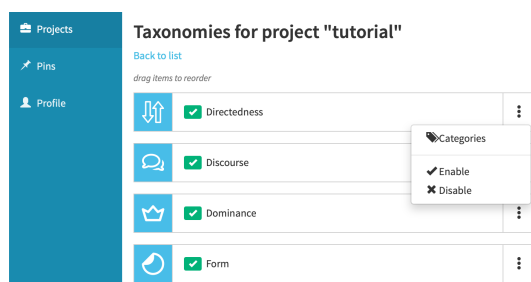 Projects
Pins
Profile
Taxonomies for project "tutorial"
Back to list
drag items to reorder
Directedness
Categories
Enable
Disable
Discourse
Dominance
Form